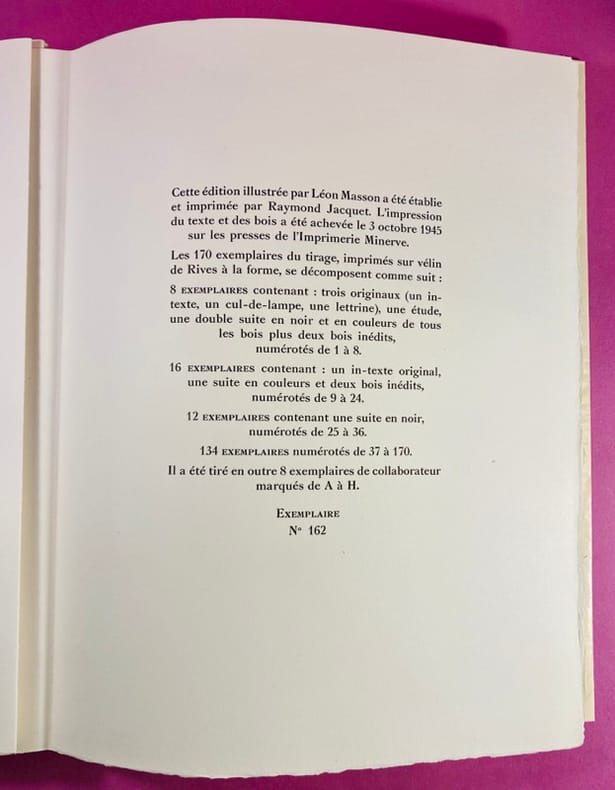 Cette édition illustrée par Léon Masson a été établie
et imprimée par Raymond Jacquet. L'impression
du texte et des bois a été achevée le 3 octobre 1945
sur les presses de l'Imprimerie Minerve.
Les 170 exemplaires du tirage, imprimés sur vélin
de Rives à la forme, se décomposent comme suit :
8 EXEMPLAIRES contenant : trois originaux (un in-
texte, un cul-de-lampe, une lettrine), une étude,
une double suite en noir et en couleurs de tous
les bois plus deux bois inédits,
numérotés de 1 à 8.
16 EXEMPLAIRES contenant : un in-texte original,
une suite en couleurs et deux bois inédits,
numérotés de 9 à 24.
12 EXEMPLAIRES contenant une suite en noir,
numérotés de 25 à 36.
134 EXEMPLAIRES numérotés de 37 à 170.
Il a été tiré en outre 8 exemplaires de collaborateur
marqués de A à H.
EXEMPLAIRE
N° 162